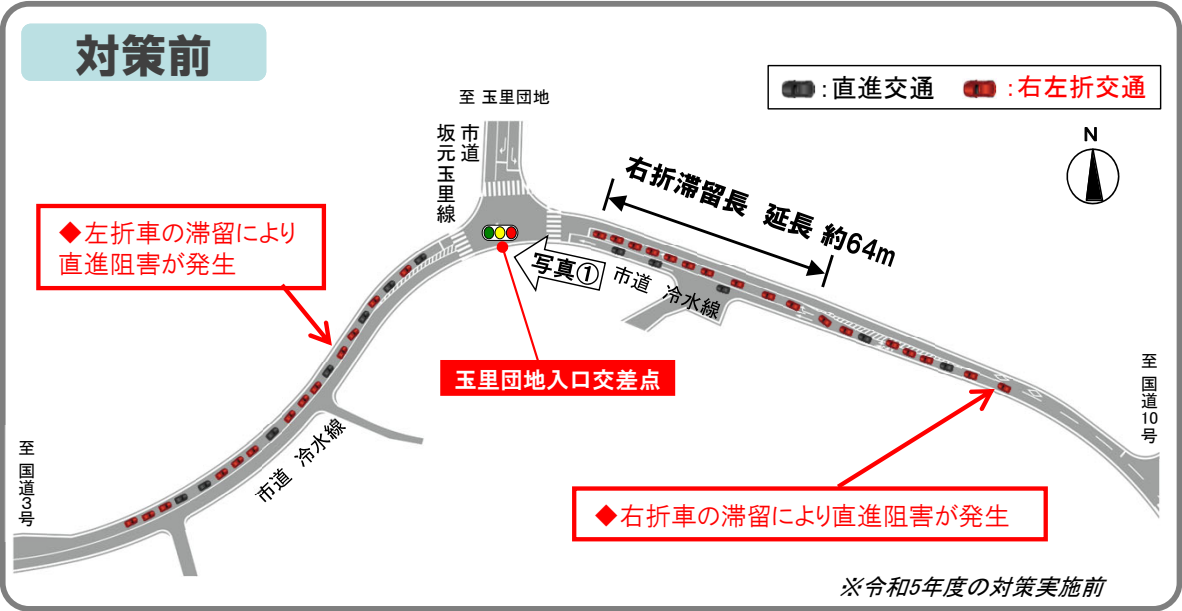 対策前
:直進交通
:右左折交通
至 玉里団地
N
市道
坂元玉里線
右折滞留長 延長 約64m
◆左折車の滞留により
直進阻害が発生
写真①
市道 冷水線
玉里団地入口交差点
至 国道10号
市道 冷水線
至 国道3号
◆右折車の滞留により直進阻害が発生
※令和5年度の対策実施前